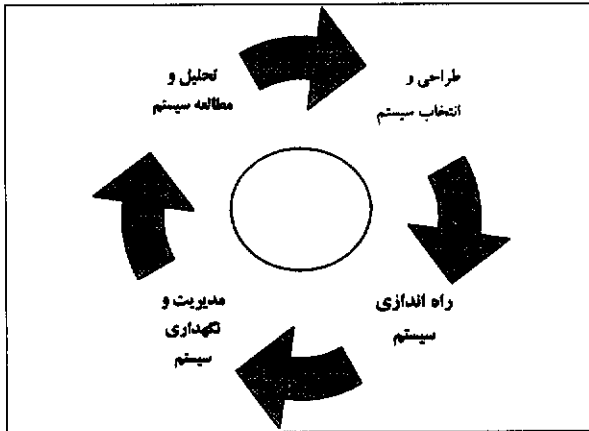 تحلیل و
مطالعه سیستم
طراحی و
انتخاب سیستم
راه اندازی
سیستم
مدیریت و
نگهداری
سیستم